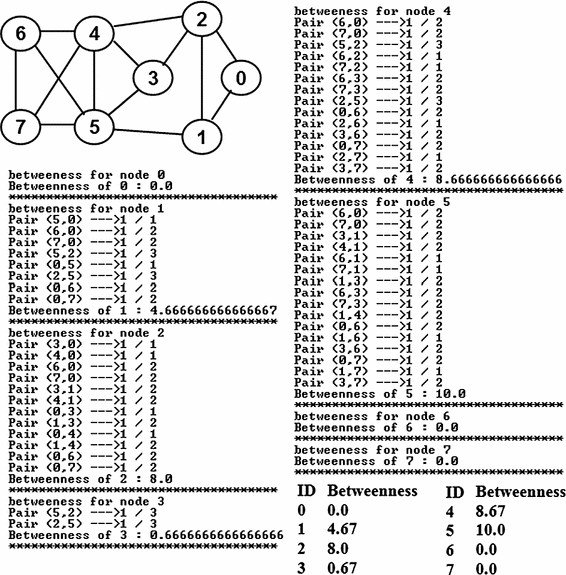 6
4
2
3
0
7
5
1
betweeness for node 0
Betweenness of 0 : 0.0
**********************************
betweeness for node 1
Pair (5,0) --->1 / 1
Pair (6,0) --->1 / 2
Pair (7,0) --->1 / 2
Pair (5,2) --->1 / 3
Pair (0,5) --->1 / 1
Pair (2,5) --->1 / 3
Pair (0,6) --->1 / 2
Pair (0,7) --->1 / 2
Betweenness of 1 : 4.666666666666667
**********************************
betweeness for node 2
Pair (3,0) --->1 / 1
Pair (4,0) --->1 / 1
Pair (6,0) --->1 / 2
Pair (7,0) --->1 / 2
Pair (3,1) --->1 / 2
Pair (4,1) --->1 / 2
Pair (0,3) --->1 / 1
Pair (1,3) --->1 / 2
Pair (0,4) --->1 / 1
Pair (1,4) --->1 / 2
Pair (0,6) --->1 / 2
Pair (0,7) --->1 / 2
Betweenness of 2 : 8.0
**********************************
betweeness for node 3
Pair (5,2) --->1 / 3
Pair (2,5) --->1 / 3
Betweenness of 3 : 0.6666666666666666
**********************************
betweeness for node 4
Pair (6,0) --->1 / 2
Pair (7,0) --->1 / 2
Pair (5,2) --->1 / 3
Pair (6,2) --->1 / 1
Pair (7,2) --->1 / 1
Pair (6,3) --->1 / 2
Pair (7,3) --->1 / 2
Pair (2,5) --->1 / 3
Pair (0,6) --->1 / 2
Pair (2,6) --->1 / 1
Pair (3,6) --->1 / 2
Pair (0,7) --->1 / 2
Pair (2,7) --->1 / 1
Pair (3,7) --->1 / 2
Betweenness of 4 : 8.666666666666666
**********************************
betweeness for node 5
Pair (6,0) --->1 / 2
Pair (7,0) --->1 / 2
Pair (3,1) --->1 / 2
Pair (4,1) --->1 / 2
Pair (6,1) --->1 / 1
Pair (7,1) --->1 / 1
Pair (1,3) --->1 / 2
Pair (6,3) --->1 / 2
Pair (7,3) --->1 / 2
Pair (1,4) --->1 / 2
Pair (0,6) --->1 / 2
Pair (1,6) --->1 / 1
Pair (3,6) --->1 / 2
Pair (0,7) --->1 / 2
Pair (1,7) --->1 / 1
Pair (3,7) --->1 / 2
Betweenness of 5 : 10.0
**********************************
betweeness for node 6
Betweenness of 6 : 0.0
**********************************
betweeness for node 7
Betweenness of 7 : 0.0
**********************************
ID Betweenness ID Betweenness
0 0.0 4 8.67
1 4.67 5 10.0
2 8.0 6 0.0
3 0.67 7 0.0